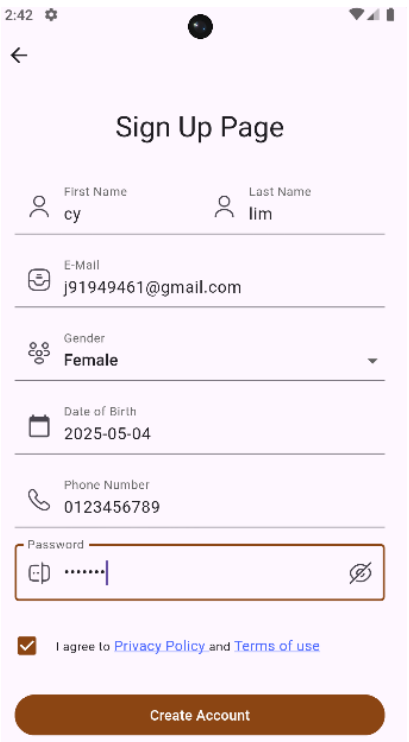 2:42
Sign Up Page
First Name Last Name
cy lim
E-Mail
j91949461@gmail.com
Gender
Female
Date of Birth
2025-05-04
Phone Number
0123456789
Password
•••••••
I agree to Privacy Policy and Terms of use
Create Account